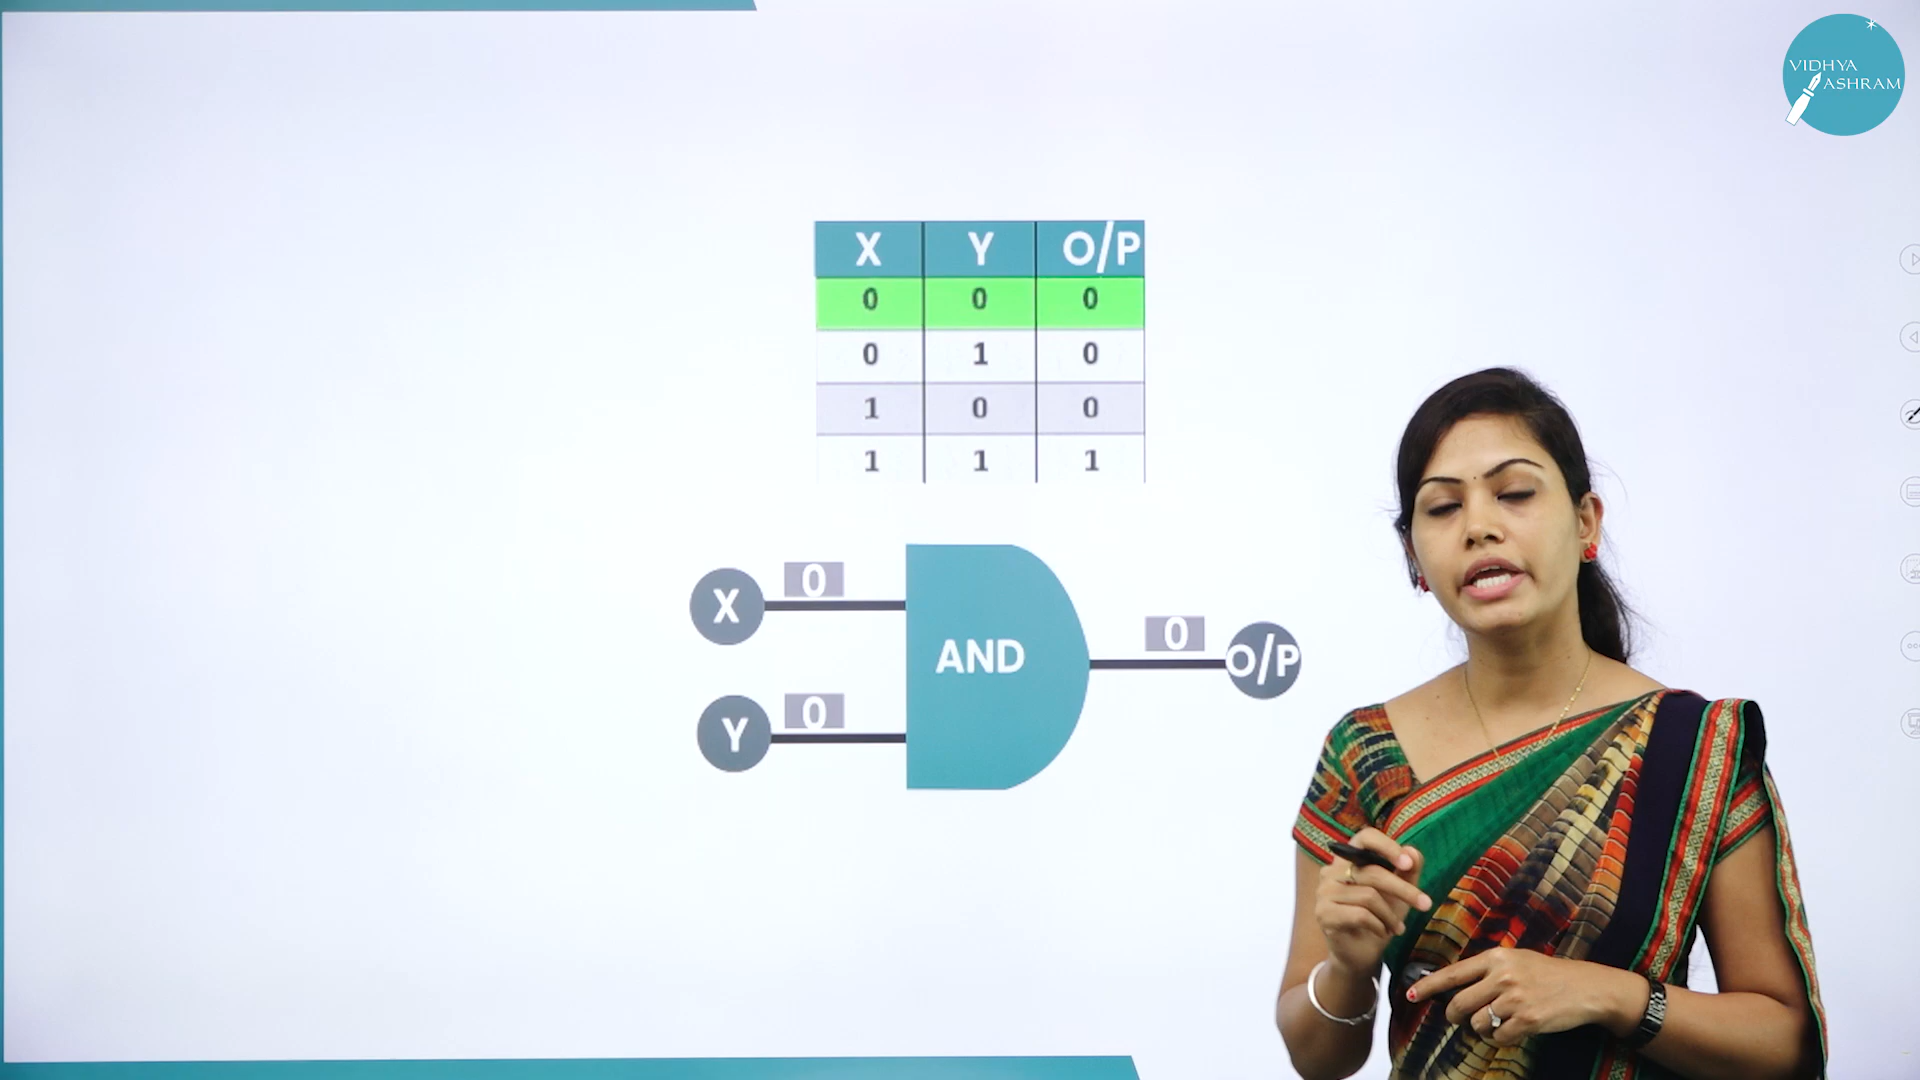 VIDHYA
ASHRAM
X Y O/P
0 0 0
0 1 0
1 0 0
1 1 1
X 0
AND
0 O/P
Y 0